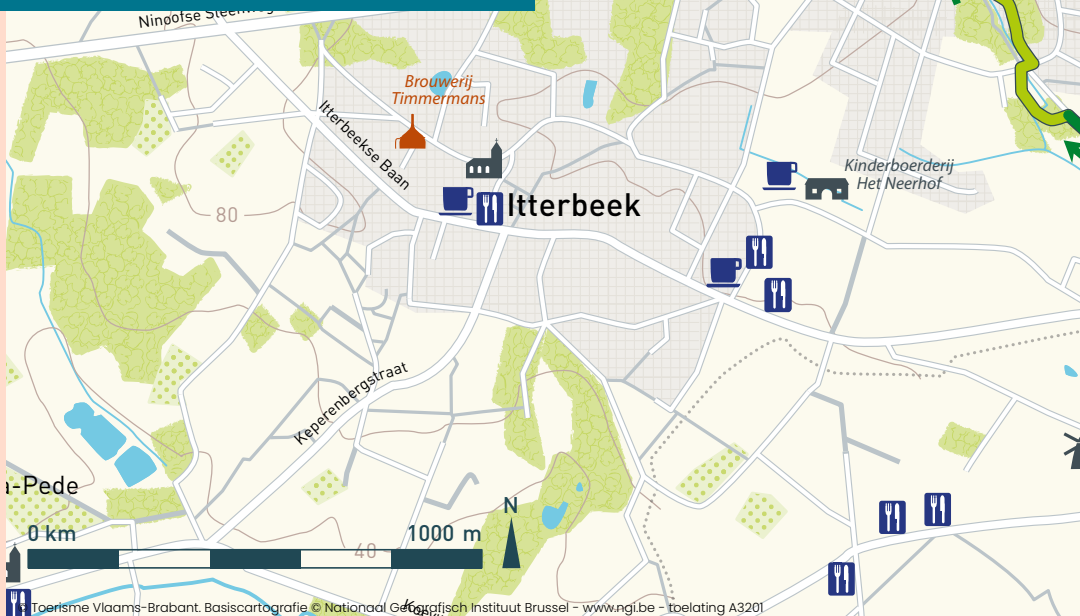 Ninoofse Steenweg
Brouwerij
Timmermans
Itterbeekse Baan
Kinderboerderij
Het Neerhof
80
Itterbeek
Keperenbergstraat
a-Pede
N
0 km
1000 m
40
© Toerisme Vlaams-Brabant. Basiscartografie © Nationaal Geografisch Instituut Brussel - www.ngi.be - toelating A3201